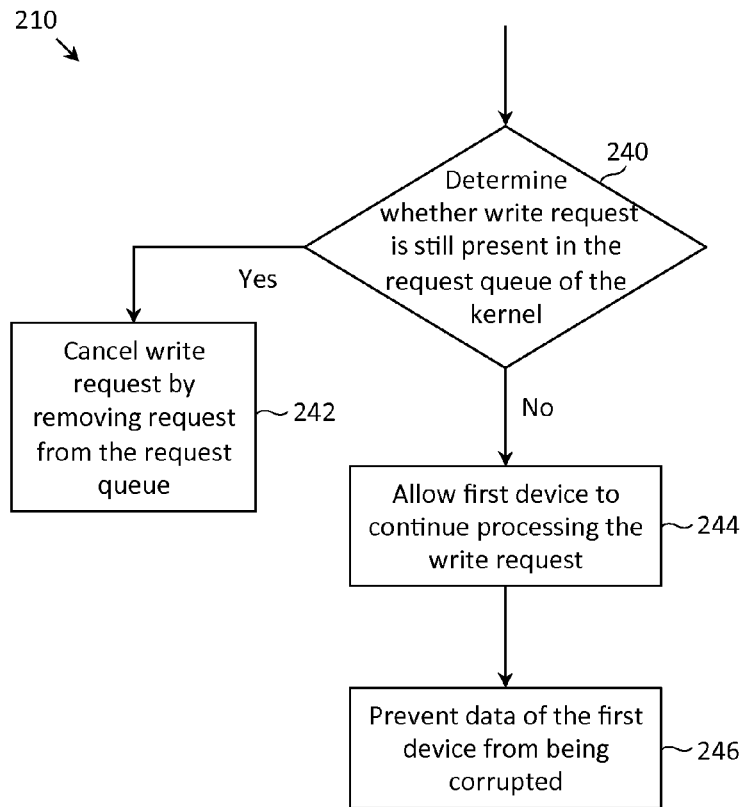 210
240
Determine
whether write request
is still present in the
request queue of the
kernel
Yes
Cancel write
request by
removing request
from the request
queue
242
No
Allow first device to
continue processing the
write request
244
Prevent data of the first
device from being
corrupted
246